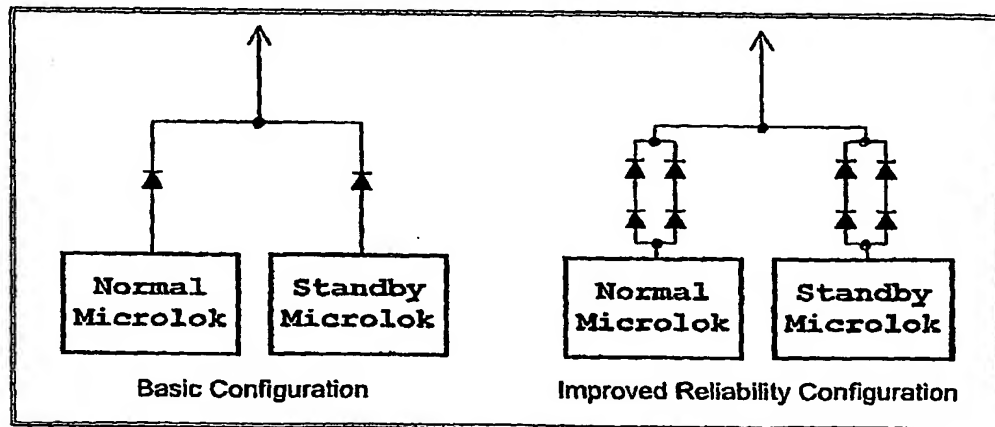 Normal
Microlok
Standby
Microlok
Basic Configuration
Normal
Microlok
Standby
Microlok
Improved Reliability Configuration